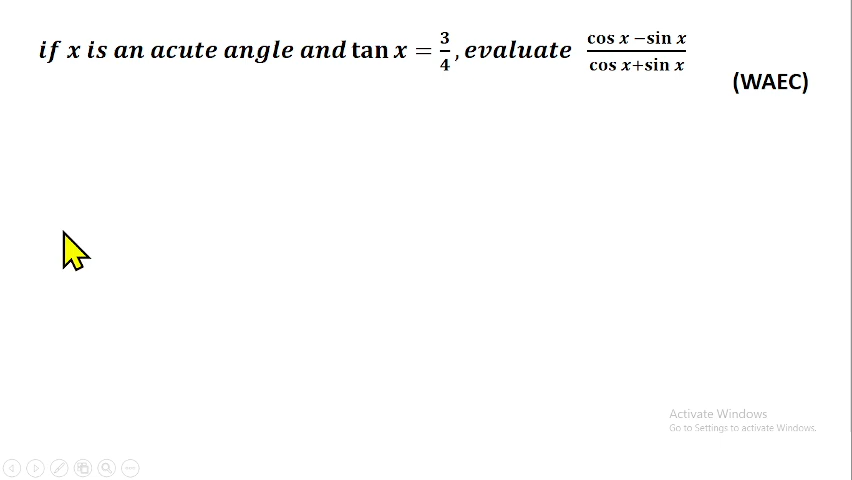 if x is an acute angle and tan x = 3/4, evaluate (cos x −sin x)/(cos x+sin x)
(WAEC)
Activate Windows
Go to Settings to activate Windows.